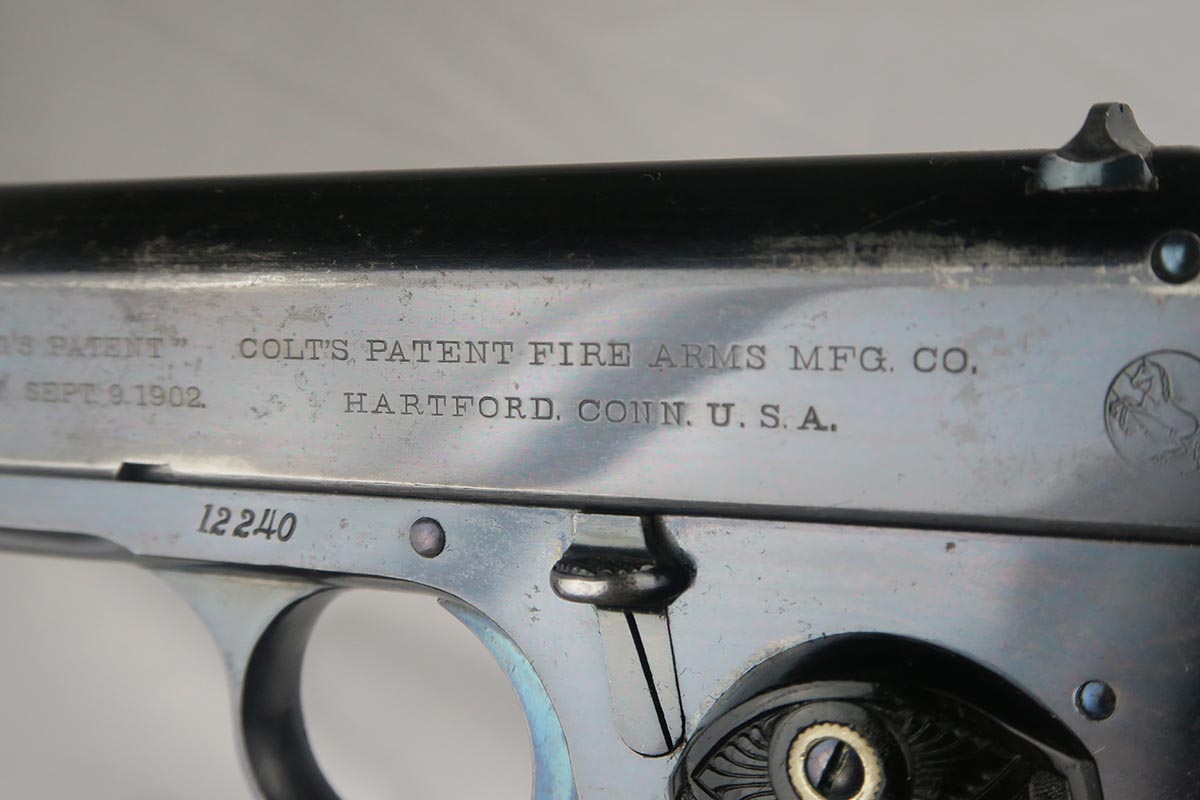 PATENT" COLT'S PATENT FIRE ARMS MFG. CO.
SEPT 9.1902. HARTFORD. CONN. U.S.A.
12240